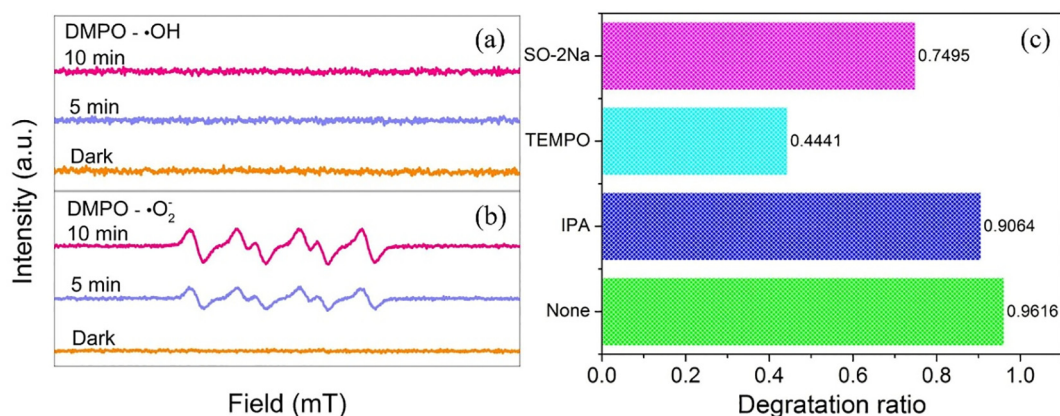 DMPO - •OH
(a)
10 min
5 min
Dark
DMPO - •O₂⁻
(b)
10 min
5 min
Dark
Intensity (a.u.)
Field (mT)
(c)
SO-2Na
0.7495
TEMPO
0.4441
IPA
0.9064
None
0.9616
0.0 0.2 0.4 0.6 0.8 1.0
Degratation ratio